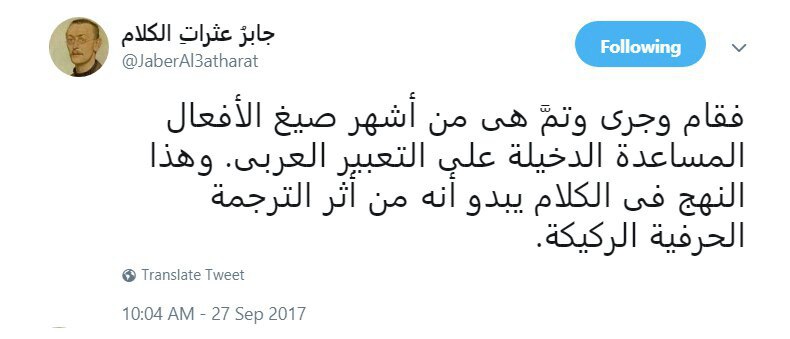 جابرُ عثراتِ الكلام
@JaberAl3atharat
Following
فقام وجرى وتمَّ هى من أشهر صيغ الأفعال
المساعدة الدخيلة على التعبير العربى. وهذا
النهج فى الكلام يبدو أنه من أثر الترجمة
الحرفية الركيكة.
Translate Tweet
10:04 AM - 27 Sep 2017